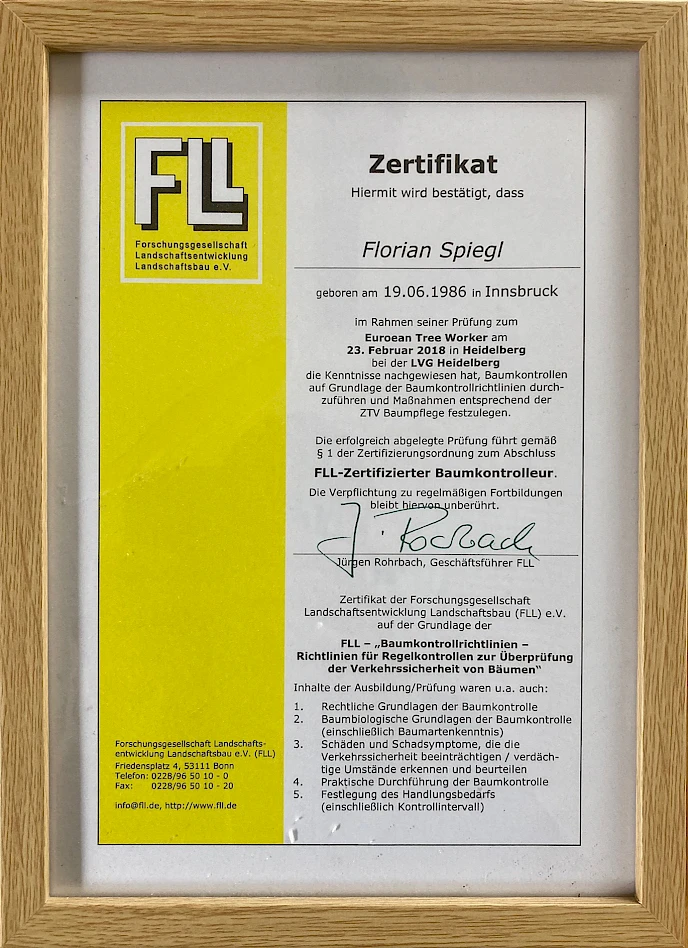 FLL
Forschungsgesellschaft
Landschaftsentwicklung
Landschaftsbau e.V.
Zertifikat
Hiermit wird bestätigt, dass
Florian Spiegl
geboren am 19.06.1986 in Innsbruck
im Rahmen seiner Prüfung zum
Euroean Tree Worker am
23. Februar 2018 in Heidelberg
bei der LVG Heidelberg
die Kenntnisse nachgewiesen hat, Baumkontrollen
auf Grundlage der Baumkontrollrichtlinien durch-
zuführen und Maßnahmen entsprechend der
ZTV Baumpflege festzulegen.
Die erfolgreich abgelegte Prüfung führt gemäß
§ 1 der Zertifizierungsordnung zum Abschluss
FLL-Zertifizierter Baumkontrolleur.
Die Verpflichtung zu regelmäßigen Fortbildungen
bleibt hiervon unberührt.
J. Rohrbach
Jürgen Rohrbach, Geschäftsführer FLL
Zertifikat der Forschungsgesellschaft
Landschaftsentwicklung Landschaftsbau (FLL) e.V.
auf der Grundlage der
FLL – „Baumkontrollrichtlinien –
Richtlinien für Regelkontrollen zur Überprüfung
der Verkehrssicherheit von Bäumen“
Inhalte der Ausbildung/Prüfung waren u.a. auch:
1. Rechtliche Grundlagen der Baumkontrolle
2. Baumbiologische Grundlagen der Baumkontrolle
(einschließlich Baumartenkenntnis)
3. Schäden und Schadsymptome, die die
Verkehrssicherheit beeinträchtigen / verdäch-
tige Umstände erkennen und beurteilen
4. Praktische Durchführung der Baumkontrolle
5. Festlegung des Handlungsbedarfs
(einschließlich Kontrollintervall)
Forschungsgesellschaft Landschafts-
entwicklung Landschaftsbau e.V. (FLL)
Friedensplatz 4, 53111 Bonn
Telefon: 0228/96 50 10 - 0
Fax: 0228/96 50 10 - 20
info@fll.de, http://www.fll.de